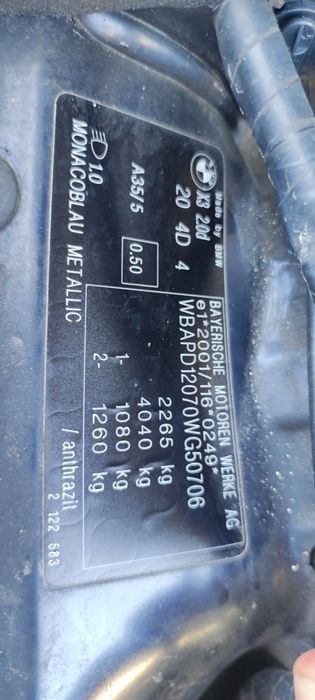 Made by BMW
X3 20d
20 4D 4
A35/5
0.50
1.0
MONACOBLAU METALLIC
BAYERISCHE MOTOREN WERKE AG
e1*2001/116*0249*
WBAPD12070WG50706
2265 kg
4040 kg
1- 1080 kg
2- 1260 kg
/ anthrazit
2 122 583